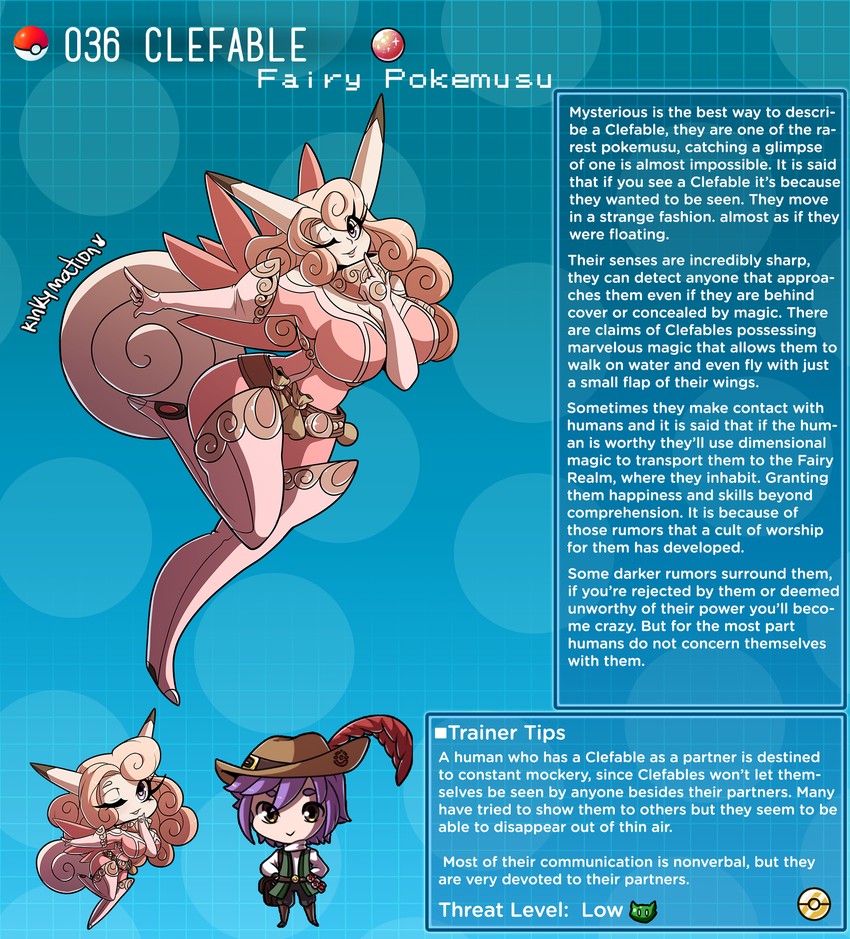 036 CLEFABLE
Fairy Pokemusu
Mysterious is the best way to descri-
be a Clefable, they are one of the ra-
rest pokemusu, catching a glimpse
of one is almost impossible. It is said
that if you see a Clefable it's because
they wanted to be seen. They move
in a strange fashion. almost as if they
were floating.
Their senses are incredibly sharp,
they can detect anyone that approa-
ches them even if they are behind
cover or concealed by magic. There
are claims of Clefables possessing
marvelous magic that allows them to
walk on water and even fly with just
a small flap of their wings.
Sometimes they make contact with
humans and it is said that if the hum-
an is worthy they'll use dimensional
magic to transport them to the Fairy
Realm, where they inhabit. Granting
them happiness and skills beyond
comprehension. It is because of
those rumors that a cult of worship
for them has developed.
Some darker rumors surround them,
if you're rejected by them or deemed
unworthy of their power you'll beco-
me crazy. But for the most part
humans do not concern themselves
with them.
kinkymation
■Trainer Tips
A human who has a Clefable as a partner is destined
to constant mockery, since Clefables won't let them-
selves be seen by anyone besides their partners. Many
have tried to show them to others but they seem to be
able to disappear out of thin air.
Most of their communication is nonverbal, but they
are very devoted to their partners.
Threat Level: Low